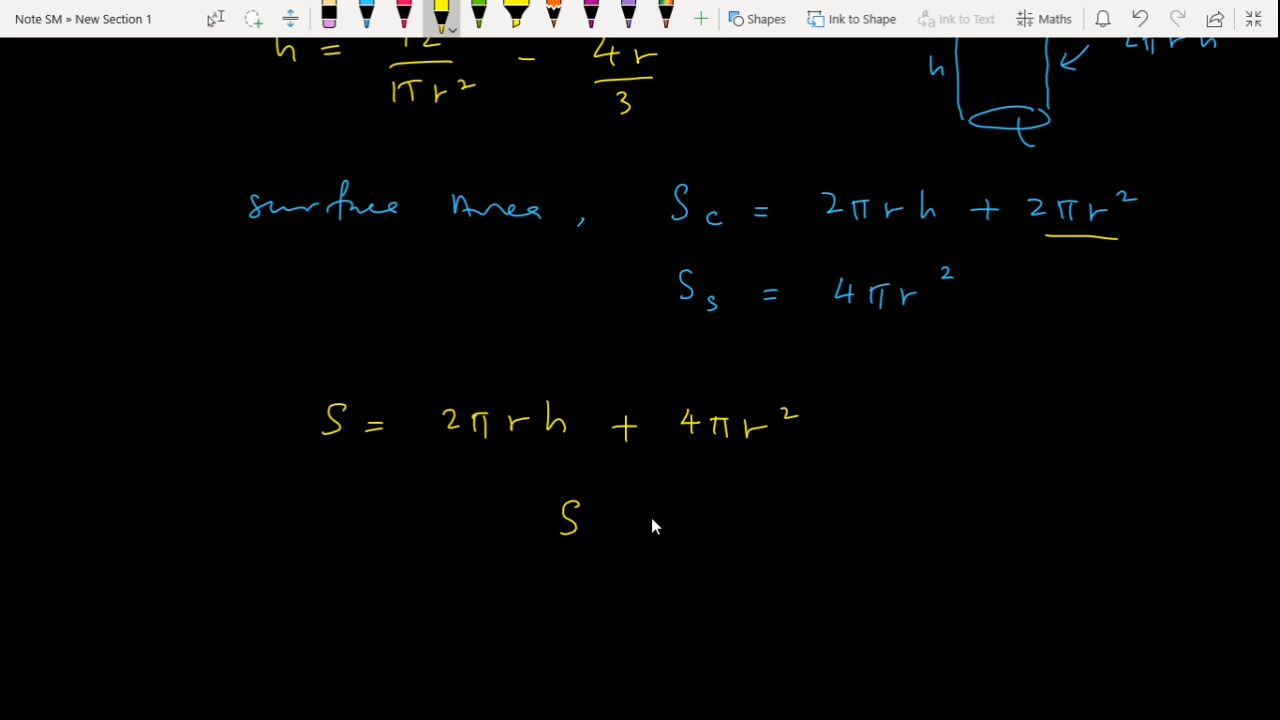 Note SM » New Section 1
Shapes Ink to Shape Ink to Text Maths
h = 12/πr² - 4r/3
h 2πrh
Surface Area, S_c = 2πrh + 2πr²
S_s = 4πr²
S = 2πrh + 4πr²
S